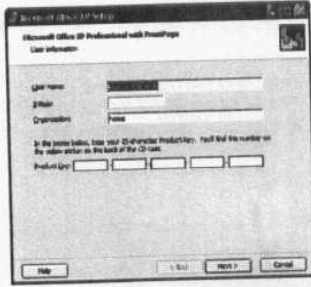 Microsoft Office XP Setup
Microsoft Office XP Professional with FrontPage
User information
User name:
Initials:
Organization:
Home
In the boxes below, type your 25-character Product Key. You'll find this number on
the yellow sticker on the back of the CD case.
Product Key:
Help
< Back
Next >
Cancel